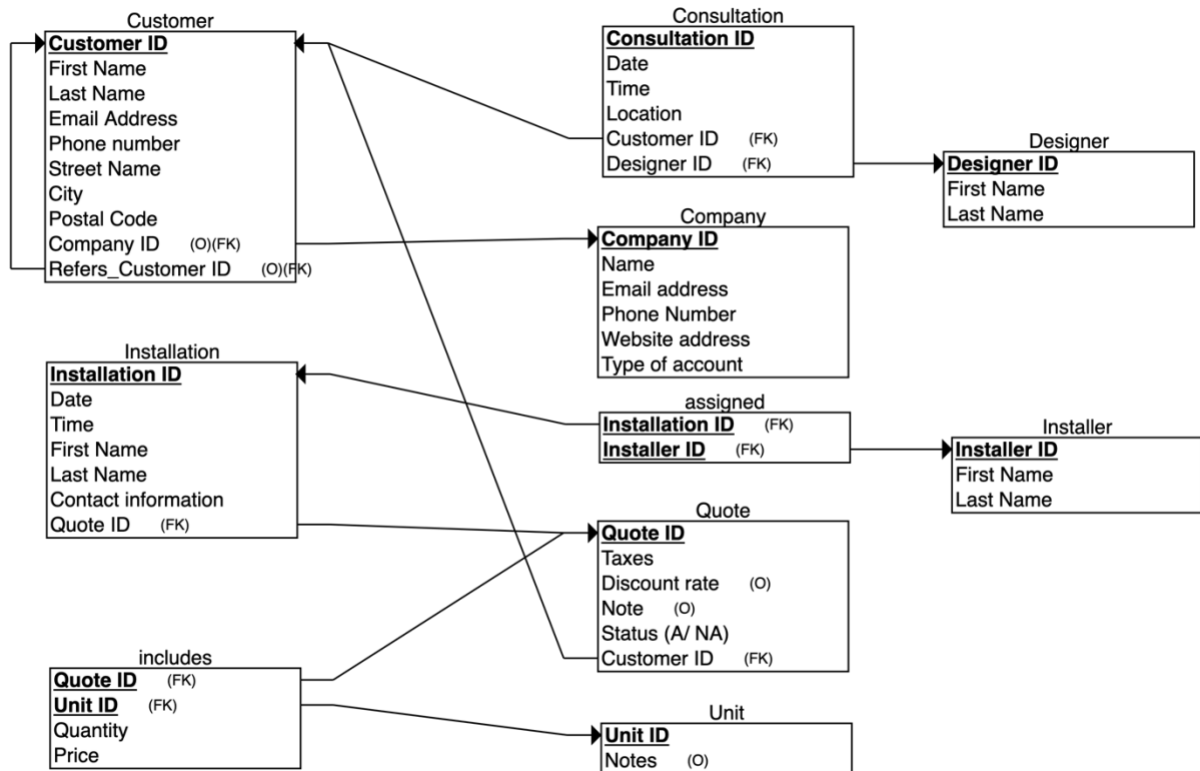 Customer
Customer ID
First Name
Last Name
Email Address
Phone number
Street Name
City
Postal Code
Company ID (O)(FK)
Refers_Customer ID (O)(FK)
Consultation
Consultation ID
Date
Time
Location
Customer ID (FK)
Designer ID (FK)
Designer
Designer ID
First Name
Last Name
Company
Company ID
Name
Email address
Phone Number
Website address
Type of account
Installation
Installation ID
Date
Time
First Name
Last Name
Contact information
Quote ID (FK)
assigned
Installation ID (FK)
Installer ID (FK)
Installer
Installer ID
First Name
Last Name
Quote
Quote ID
Taxes
Discount rate (O)
Note (O)
Status (A/ NA)
Customer ID (FK)
includes
Quote ID (FK)
Unit ID (FK)
Quantity
Price
Unit
Unit ID
Notes (O)